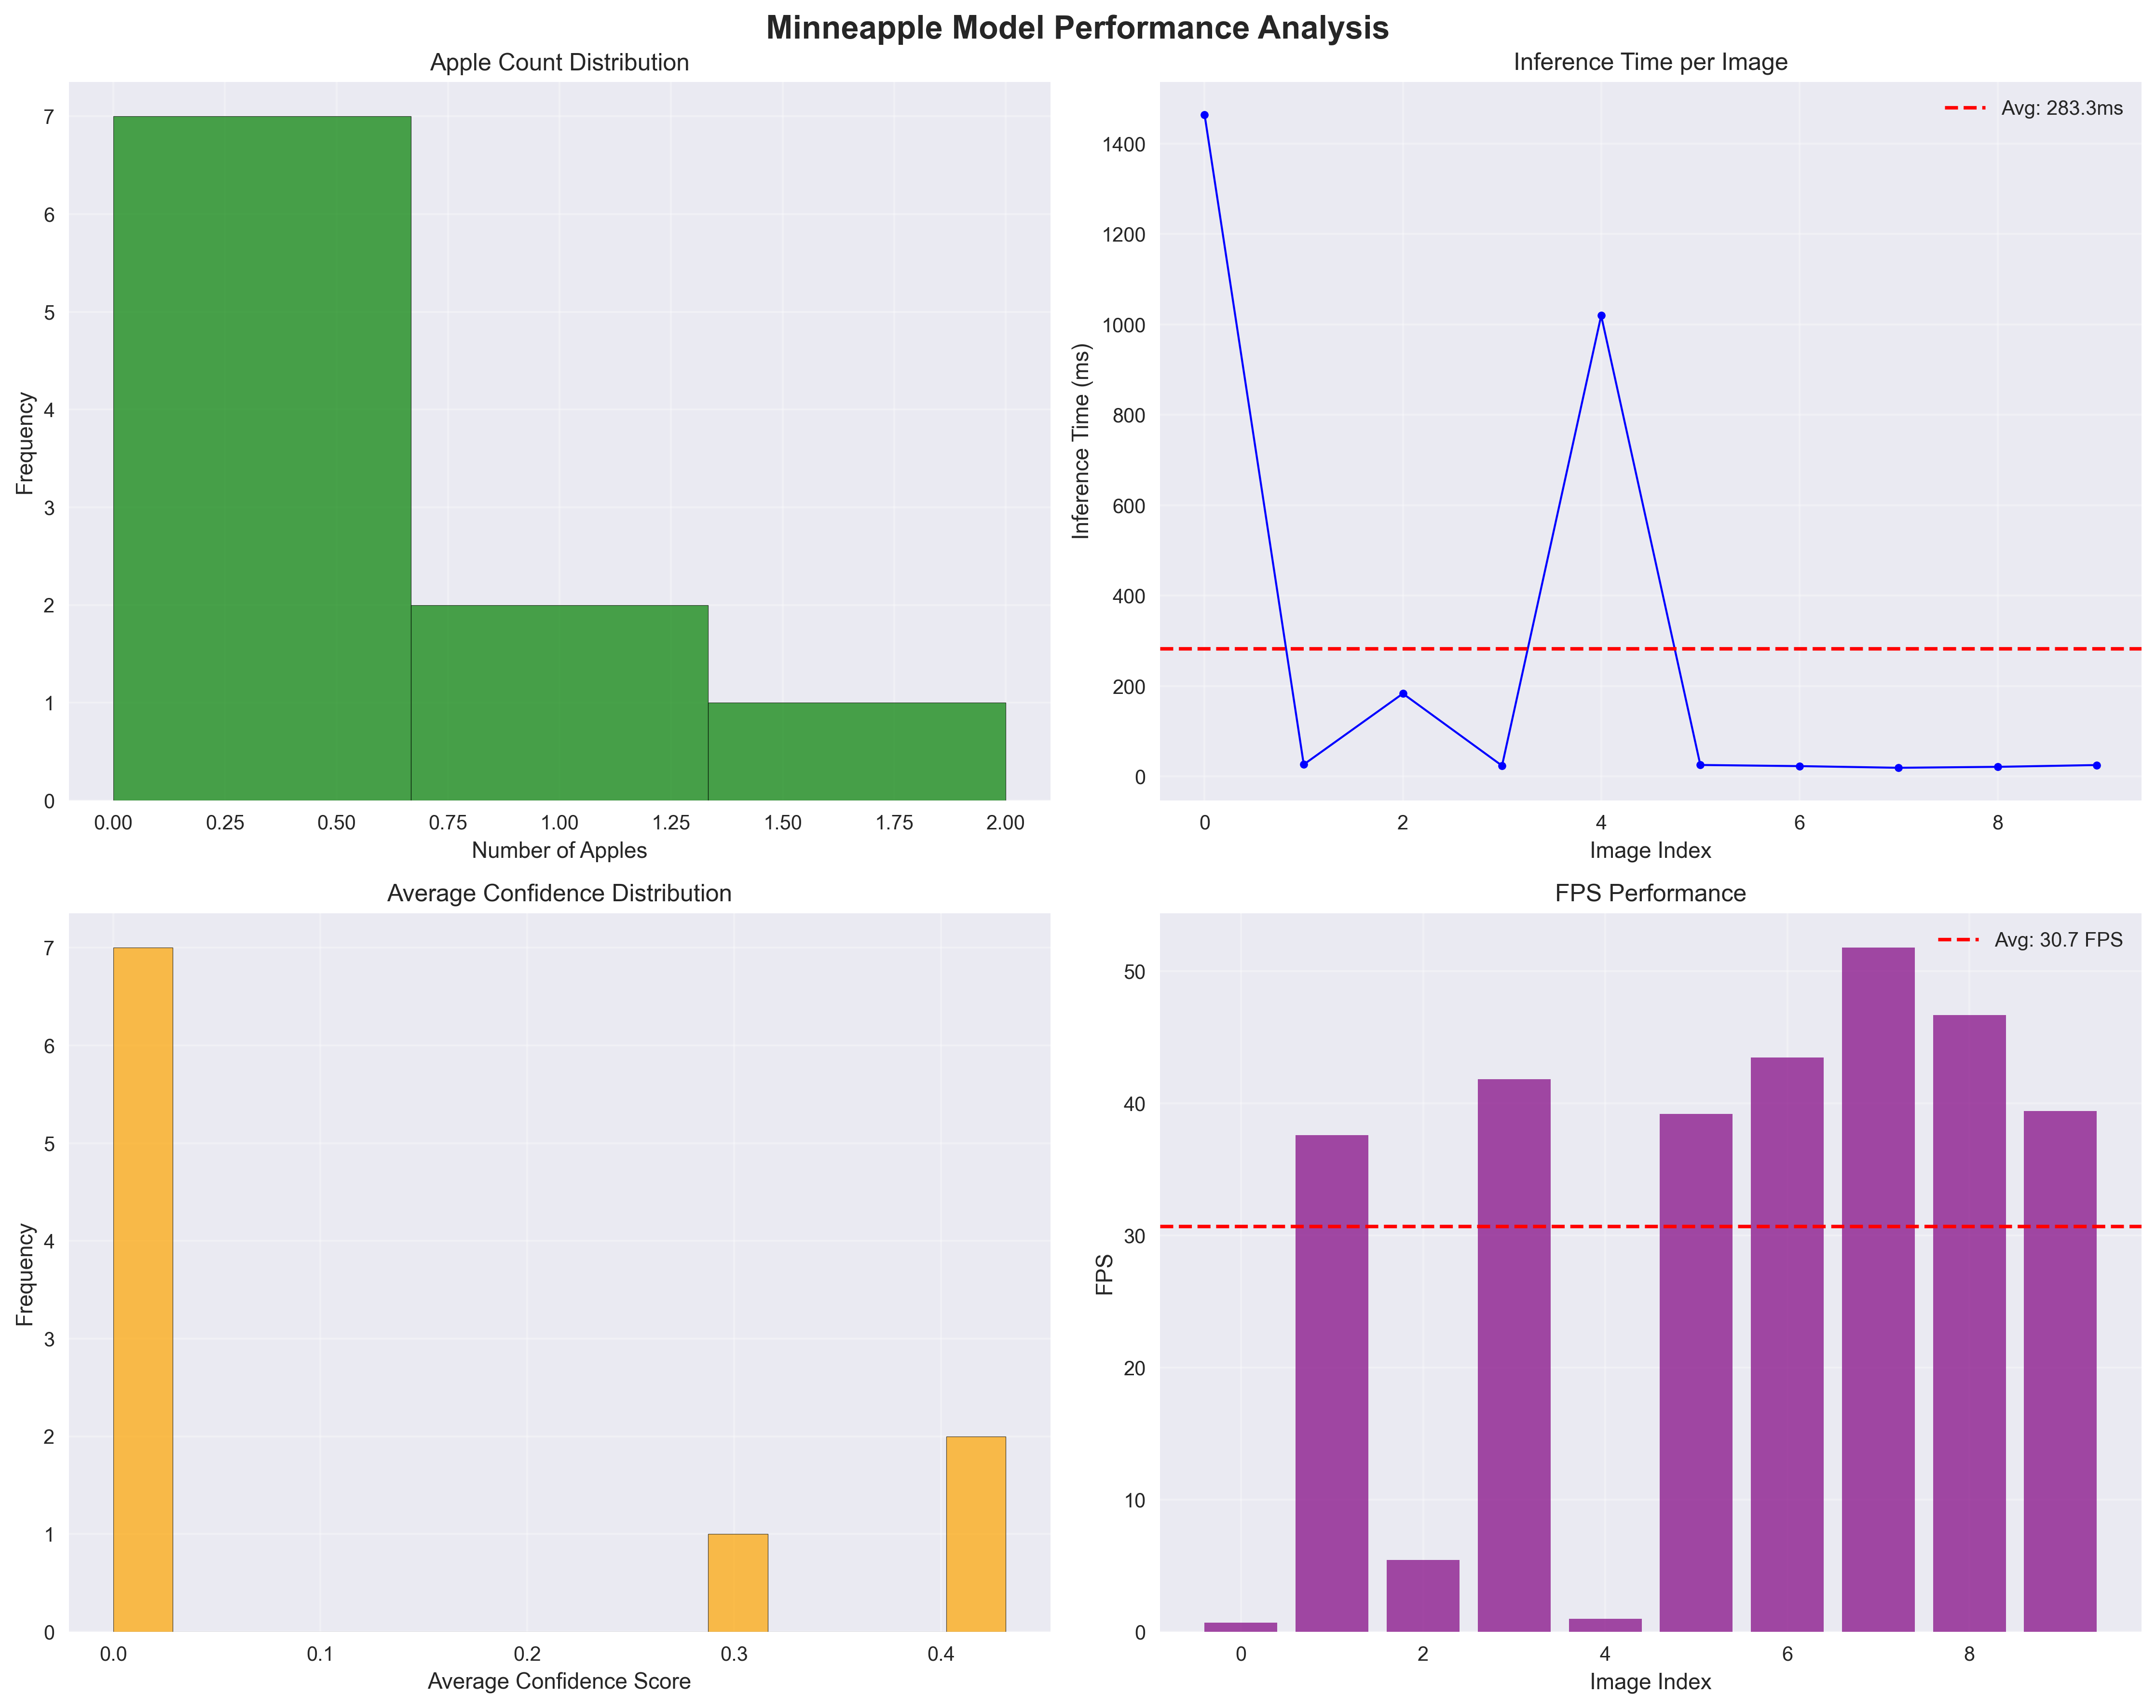 Minneapple Model Performance Analysis
Apple Count Distribution
7
6
5
4
3
2
1
0
Frequency
0.00 0.25 0.50 0.75 1.00 1.25 1.50 1.75 2.00
Number of Apples
Inference Time per Image
Avg: 283.3ms
1400
1200
1000
800
600
400
200
0
Inference Time (ms)
0 2 4 6 8
Image Index
Average Confidence Distribution
7
6
5
4
3
2
1
0
Frequency
0.0 0.1 0.2 0.3 0.4
Average Confidence Score
FPS Performance
Avg: 30.7 FPS
50
40
30
20
10
0
FPS
0 2 4 6 8
Image Index